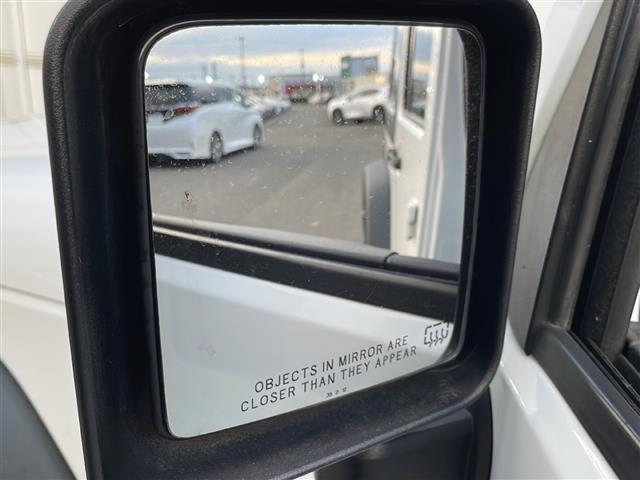 OBJECTS IN MIRROR ARE
CLOSER THAN THEY APPEAR